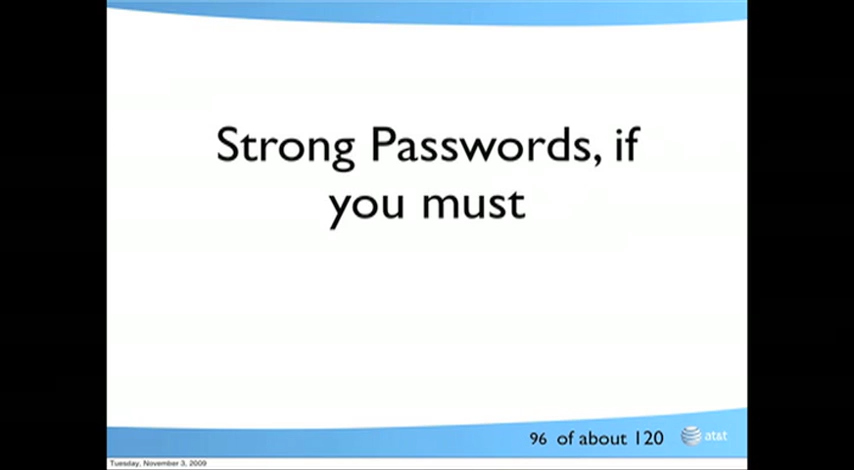 Strong Passwords, if
you must
96 of about 120
at&t
Tuesday, November 3, 2009